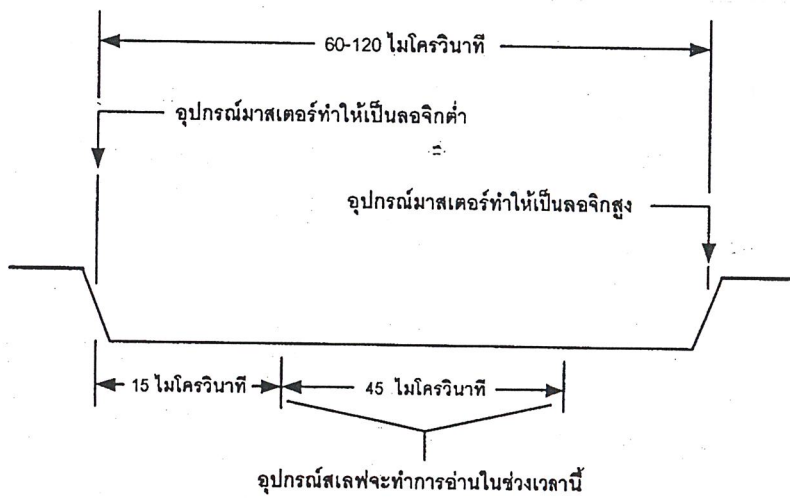 60-120 ไมโครวินาที
อุปกรณ์มาสเตอร์ทำให้เป็นลอจิกต่ำ
อุปกรณ์มาสเตอร์ทำให้เป็นลอจิกสูง
15 ไมโครวินาที
45 ไมโครวินาที
อุปกรณ์สเลฟจะทำการอ่านในช่วงเวลานี้